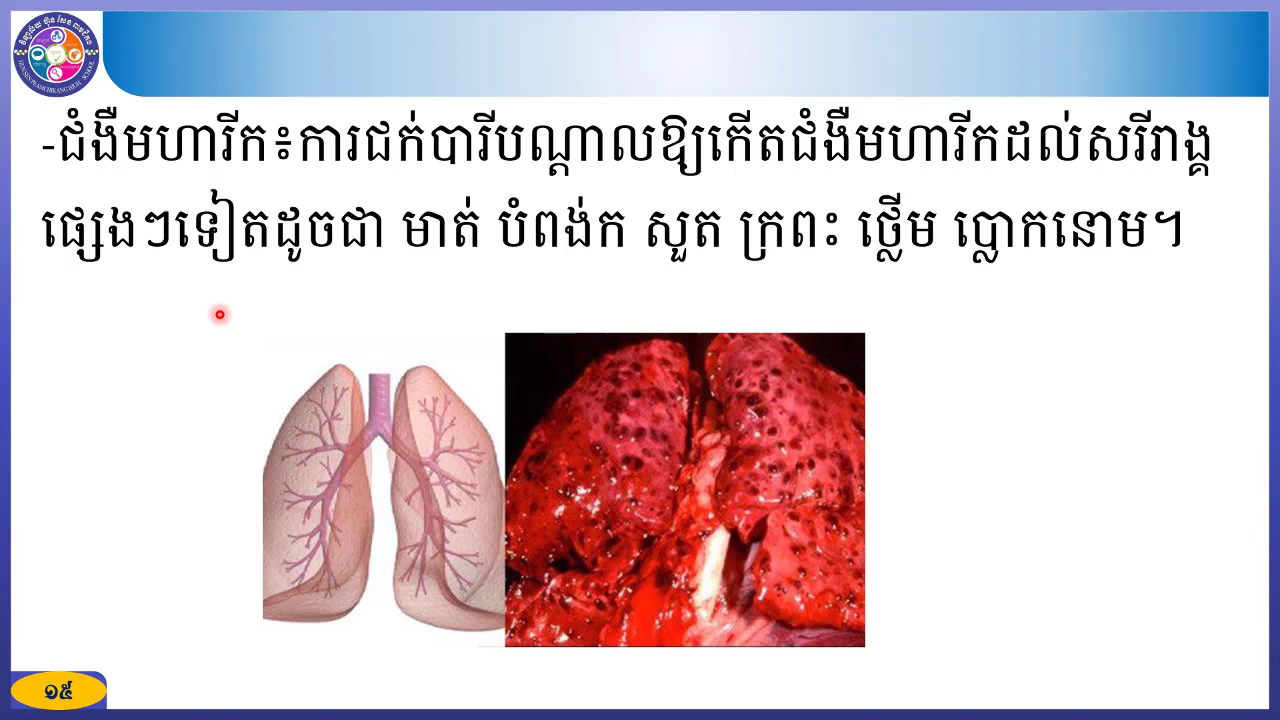 -ជំងឺមហារីក៖ការជក់បារីបណ្តាលឱ្យកើតជំងឺមហារីកដល់សរីរាង្គ
ផ្សេងៗទៀតដូចជា មាត់ បំពង់ក សួត ក្រពះ ថ្លើម ប្លោកនោម។
១៥